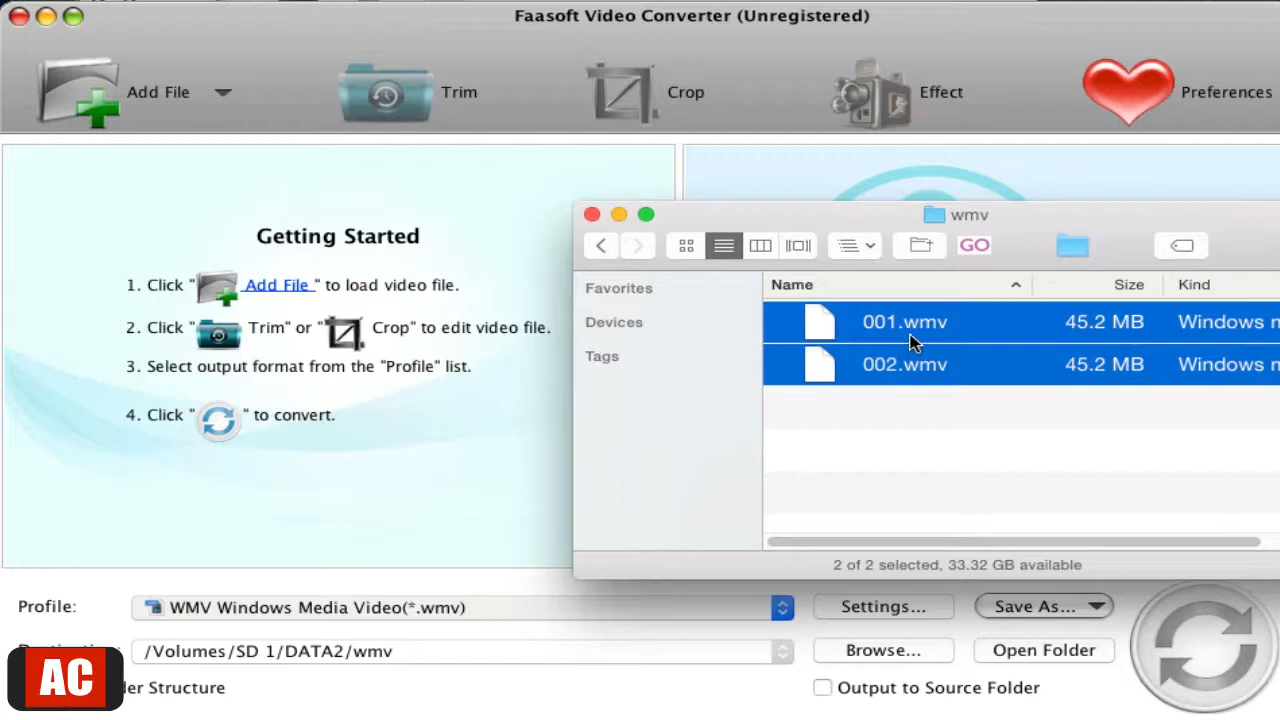 Faasoft Video Converter (Unregistered)
Add File
Trim
Crop
Effect
Preferences
Getting Started
1. Click " Add File " to load video file.
2. Click " Trim" or " Crop" to edit video file.
3. Select output format from the "Profile" list.
4. Click " " to convert.
wmv
GO
Favorites
Devices
Tags
Name Size Kind
001.wmv 45.2 MB Windows
002.wmv 45.2 MB Windows
2 of 2 selected, 33.32 GB available
Profile: WMV Windows Media Video(*.wmv) Settings... Save As...
/Volumes/SD 1/DATA2/wmv Browse... Open Folder
Structure Output to Source Folder
AC